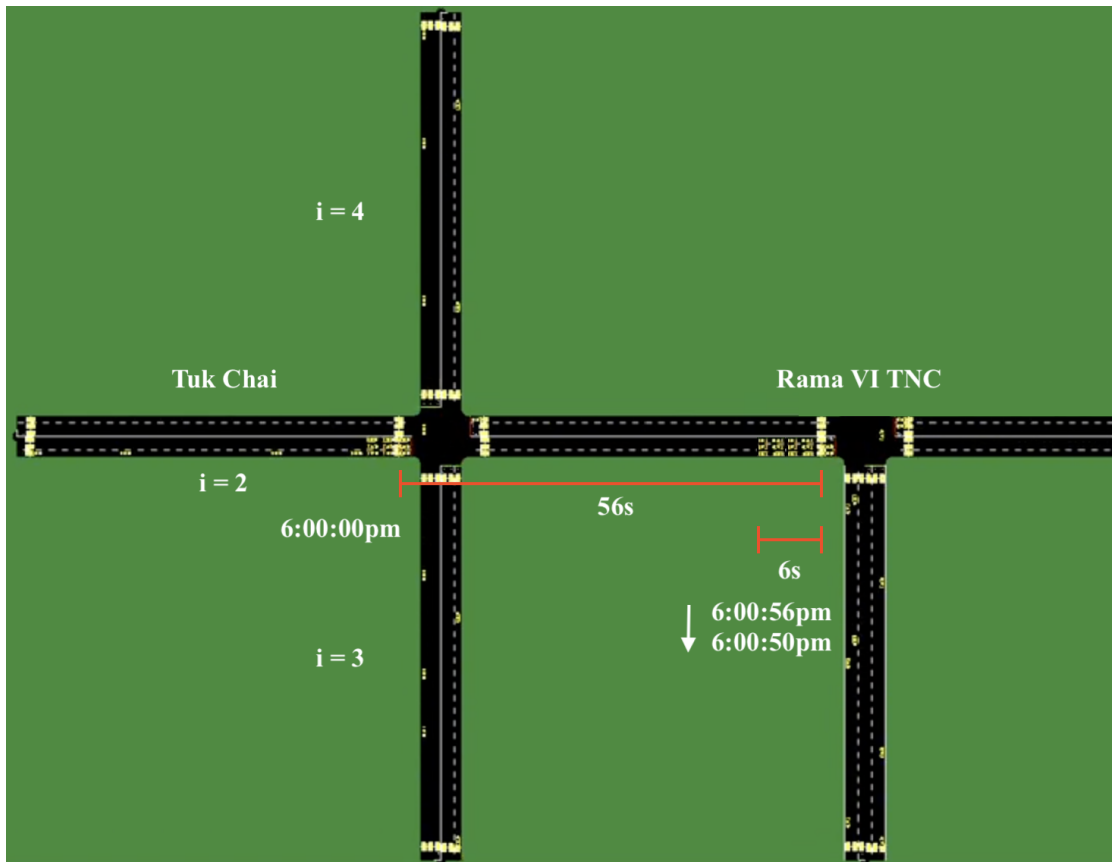 i = 4
Tuk Chai
Rama VI TNC
i = 2
56s
6:00:00pm
6s
6:00:56pm
6:00:50pm
i = 3